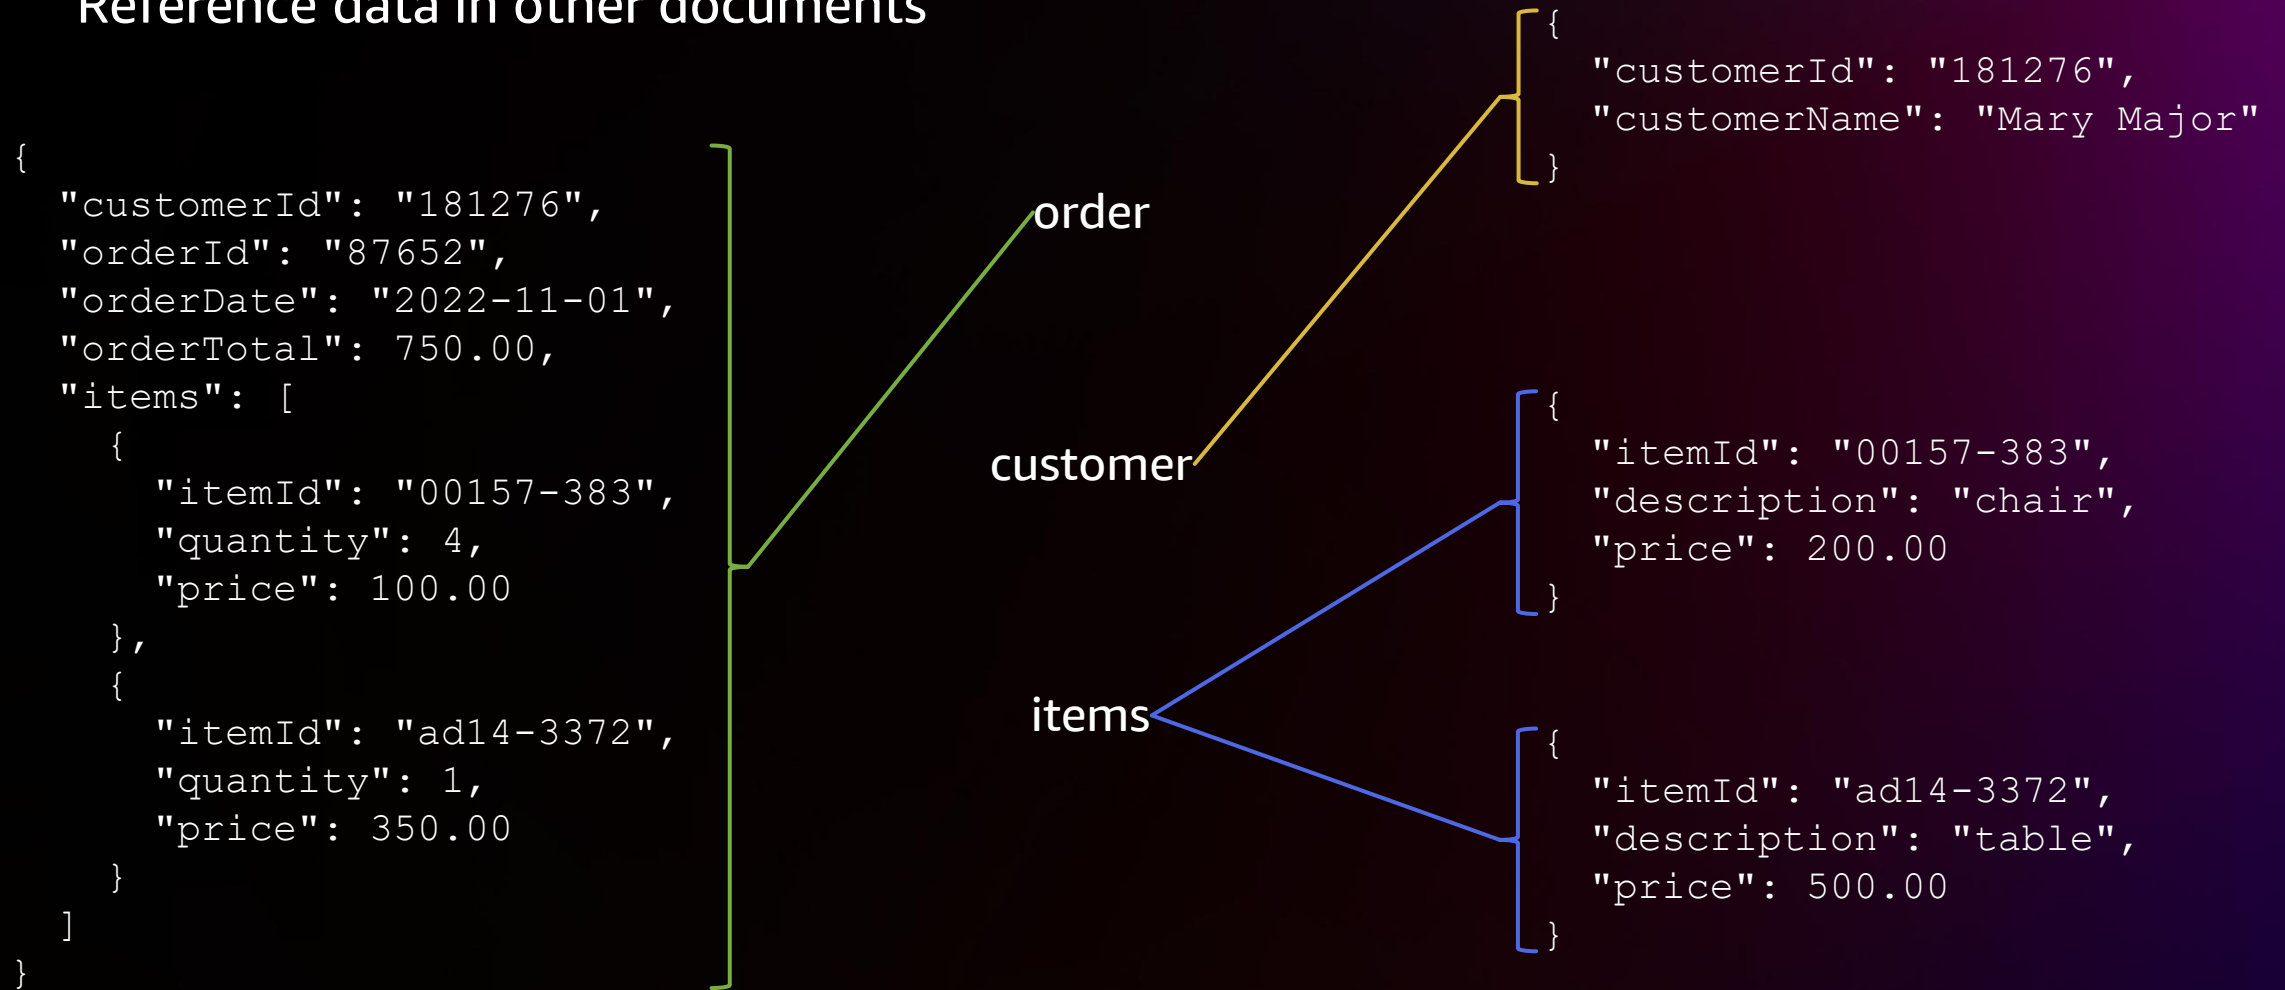 Reference data in other documents
{
"customerId": "181276",
"orderId": "87652",
"orderDate": "2022-11-01",
"orderTotal": 750.00,
"items": [
{
"itemId": "00157-383",
"quantity": 4,
"price": 100.00
},
{
"itemId": "ad14-3372",
"quantity": 1,
"price": 350.00
}
]
}
order
customer
items
{
"customerId": "181276",
"customerName": "Mary Major"
}
{
"itemId": "00157-383",
"description": "chair",
"price": 200.00
}
{
"itemId": "ad14-3372",
"description": "table",
"price": 500.00
}